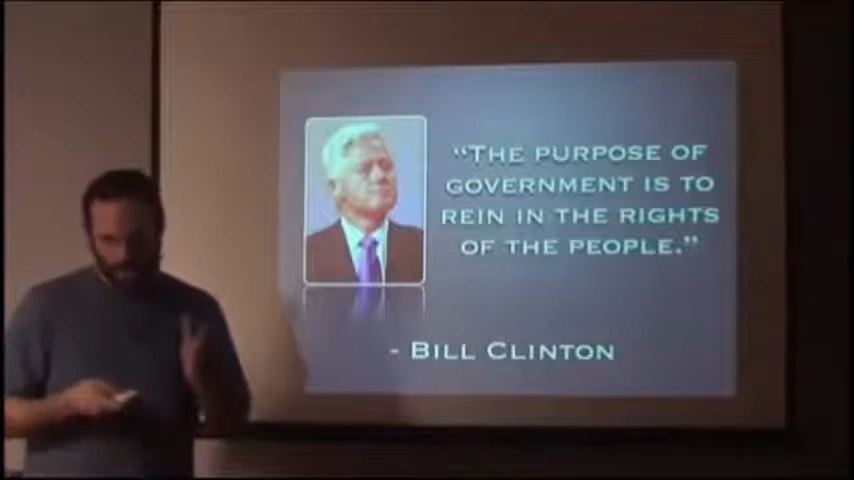 “The purpose of
government is to
rein in the rights
of the people.”
- Bill Clinton